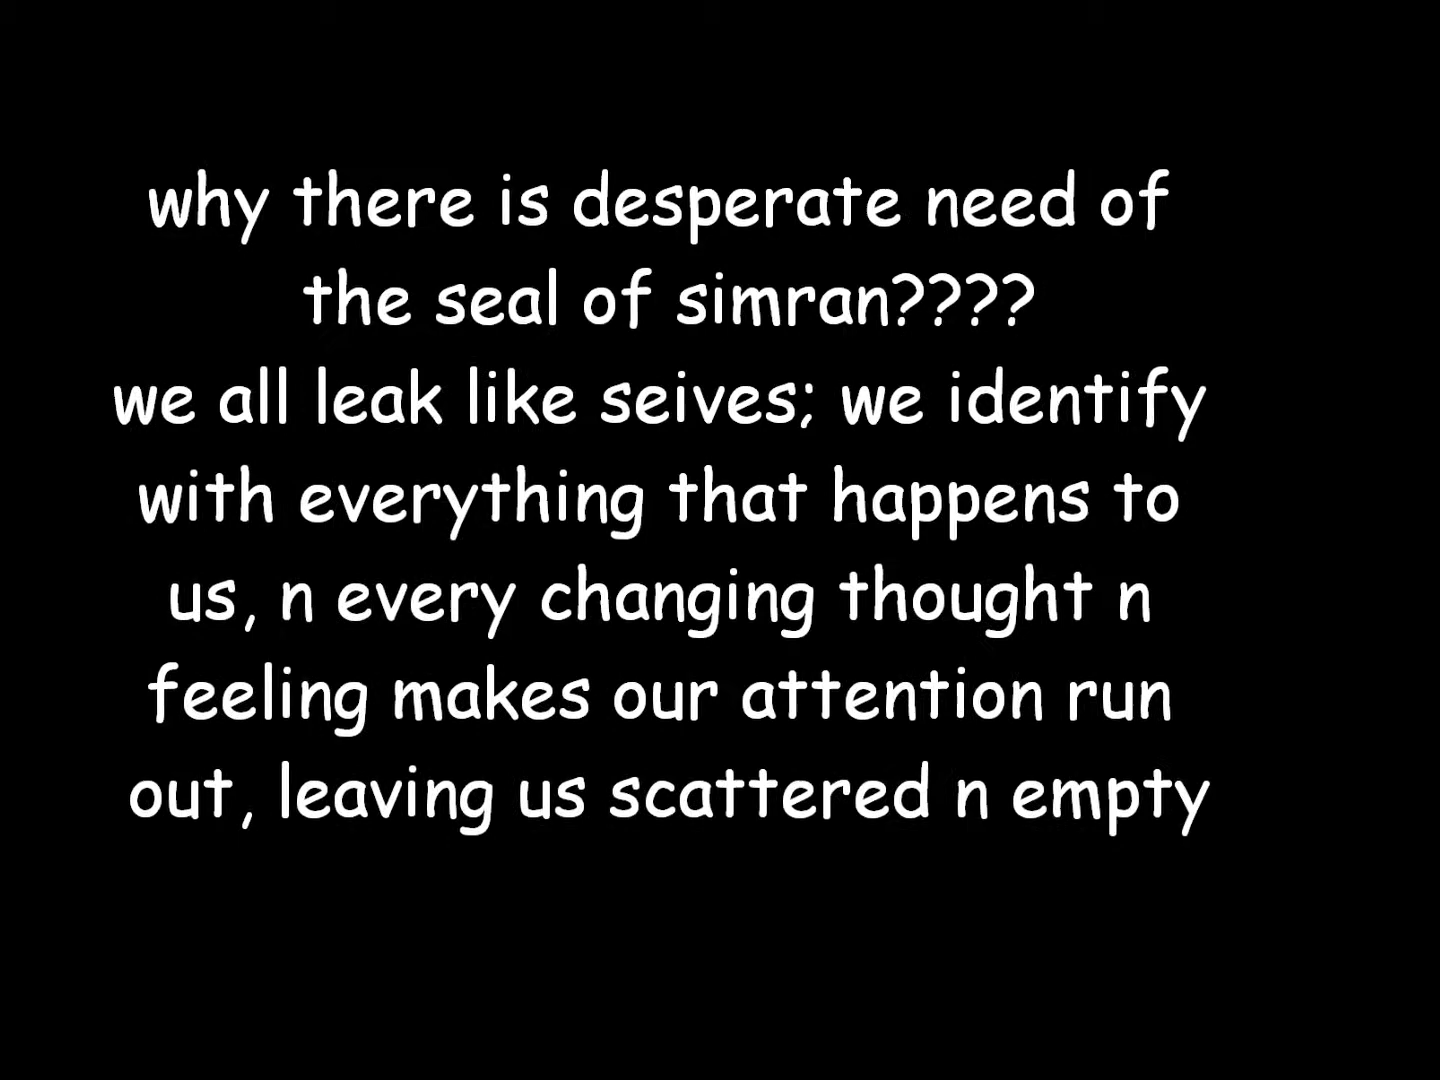 why there is desperate need of
the seal of simran????
we all leak like seives; we identify
with everything that happens to
us, n every changing thought n
feeling makes our attention run
out, leaving us scattered n empty